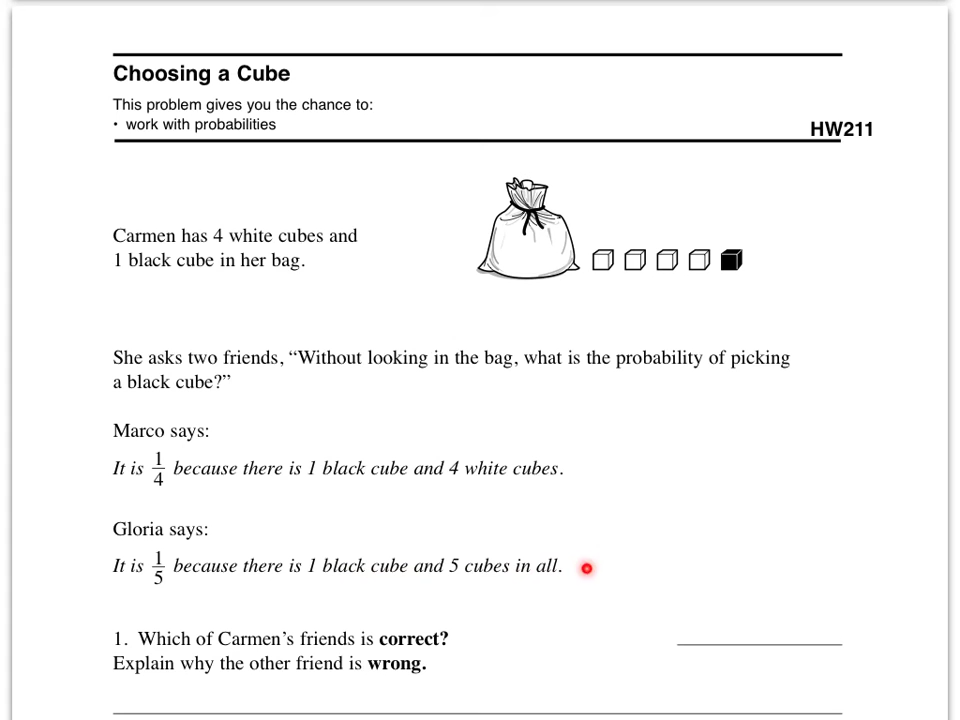 Choosing a Cube
This problem gives you the chance to:
• work with probabilities
HW211
Carmen has 4 white cubes and
1 black cube in her bag.
She asks two friends, “Without looking in the bag, what is the probability of picking
a black cube?”
Marco says:
It is 1/4 because there is 1 black cube and 4 white cubes.
Gloria says:
It is 1/5 because there is 1 black cube and 5 cubes in all.
1. Which of Carmen’s friends is correct?
Explain why the other friend is wrong.